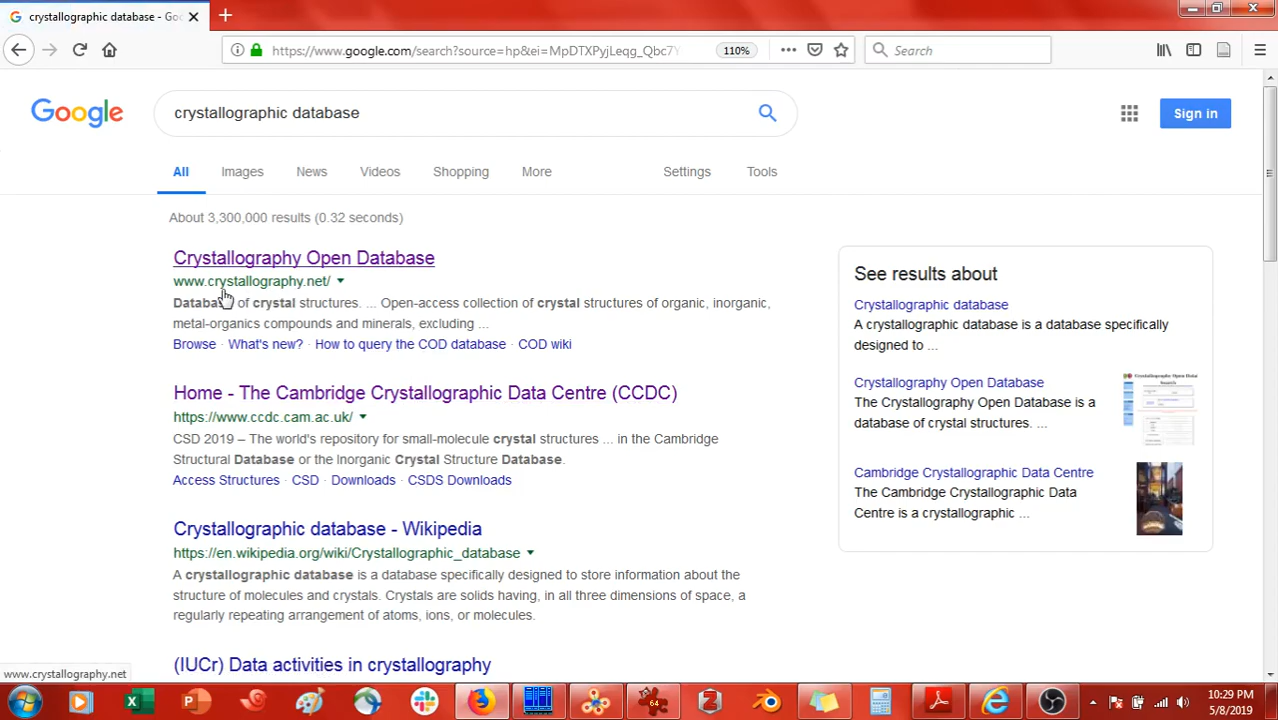 crystallographic database - Goo
https://www.google.com/search?source=hp&ei=MpDTXPyjLeqg_Qbc7Y
110%
Search
Google
crystallographic database
Sign in
All
Images
News
Videos
Shopping
More
Settings
Tools
About 3,300,000 results (0.32 seconds)
Crystallography Open Database
www.crystallography.net/
Database of crystal structures. ... Open-access collection of crystal structures of organic, inorganic,
metal-organics compounds and minerals, excluding ...
Browse · What's new? · How to query the COD database · COD wiki
Home - The Cambridge Crystallographic Data Centre (CCDC)
https://www.ccdc.cam.ac.uk/
CSD 2019 – The world's repository for small-molecule crystal structures ... in the Cambridge
Structural Database or the Inorganic Crystal Structure Database.
Access Structures · CSD · Downloads · CSDS Downloads
Crystallographic database - Wikipedia
https://en.wikipedia.org/wiki/Crystallographic_database
A crystallographic database is a database specifically designed to store information about the
structure of molecules and crystals. Crystals are solids having, in all three dimensions of space, a
regularly repeating arrangement of atoms, ions, or molecules.
(IUCr) Data activities in crystallography
See results about
Crystallographic database
A crystallographic database is a database specifically
designed to ...
Crystallography Open Database
The Crystallography Open Database is a
database of crystal structures. ...
Cambridge Crystallographic Data Centre
The Cambridge Crystallographic Data
Centre is a crystallographic ...
www.crystallography.net
64
10:29 PM
5/8/2019